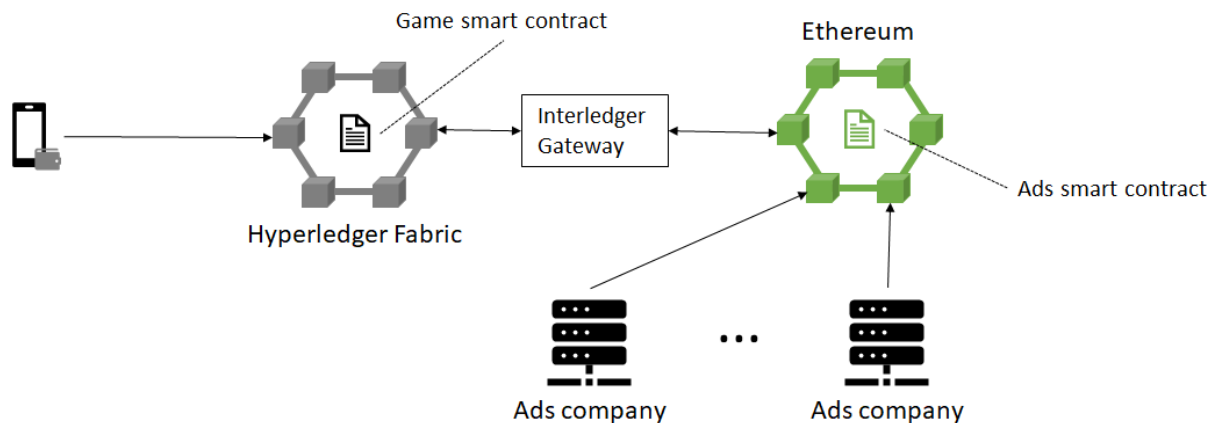 Game smart contract
Ethereum
Interledger
Gateway
Ads smart contract
Hyperledger Fabric
...
Ads company
Ads company